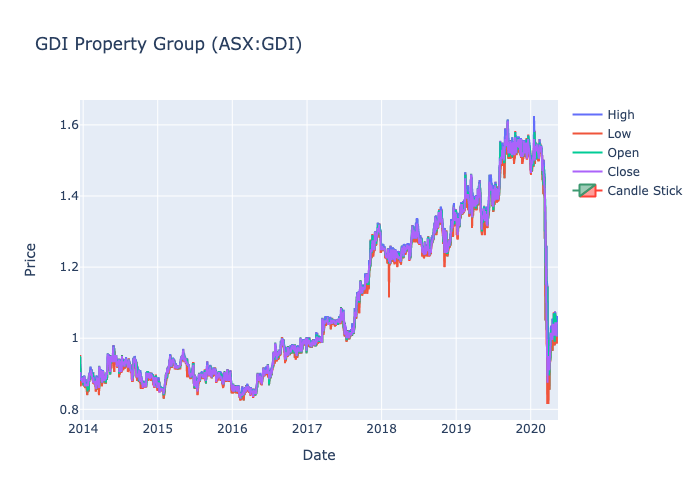 GDI Property Group (ASX:GDI)
High
Low
Open
Close
Candle Stick
1.6
1.4
1.2
1
0.8
Price
2014 2015 2016 2017 2018 2019 2020
Date